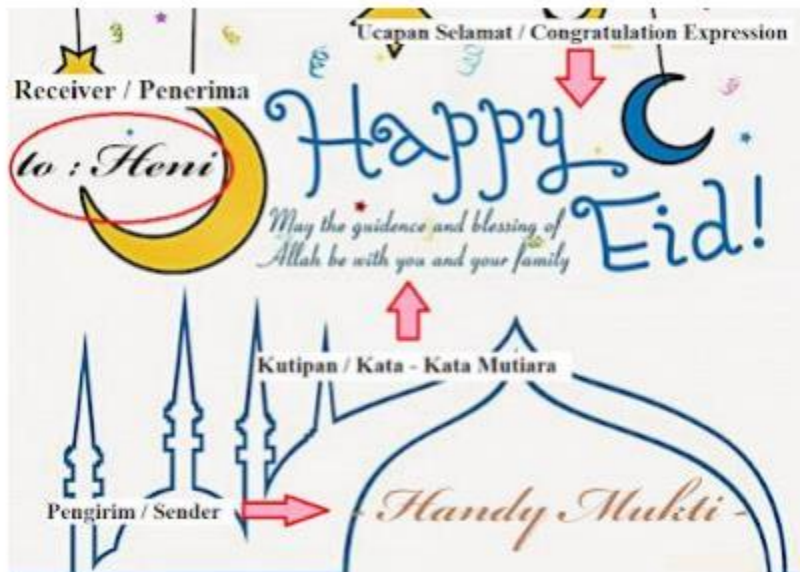 Ucapan Selamat / Congratulation Expression
Receiver / Penerima
to : Heni
Happy
Eid!
May the guidence and blessing of
Allah be with you and your family
Kutipan / Kata - Kata Mutiara
Pengirim / Sender
- Handy Mukti -